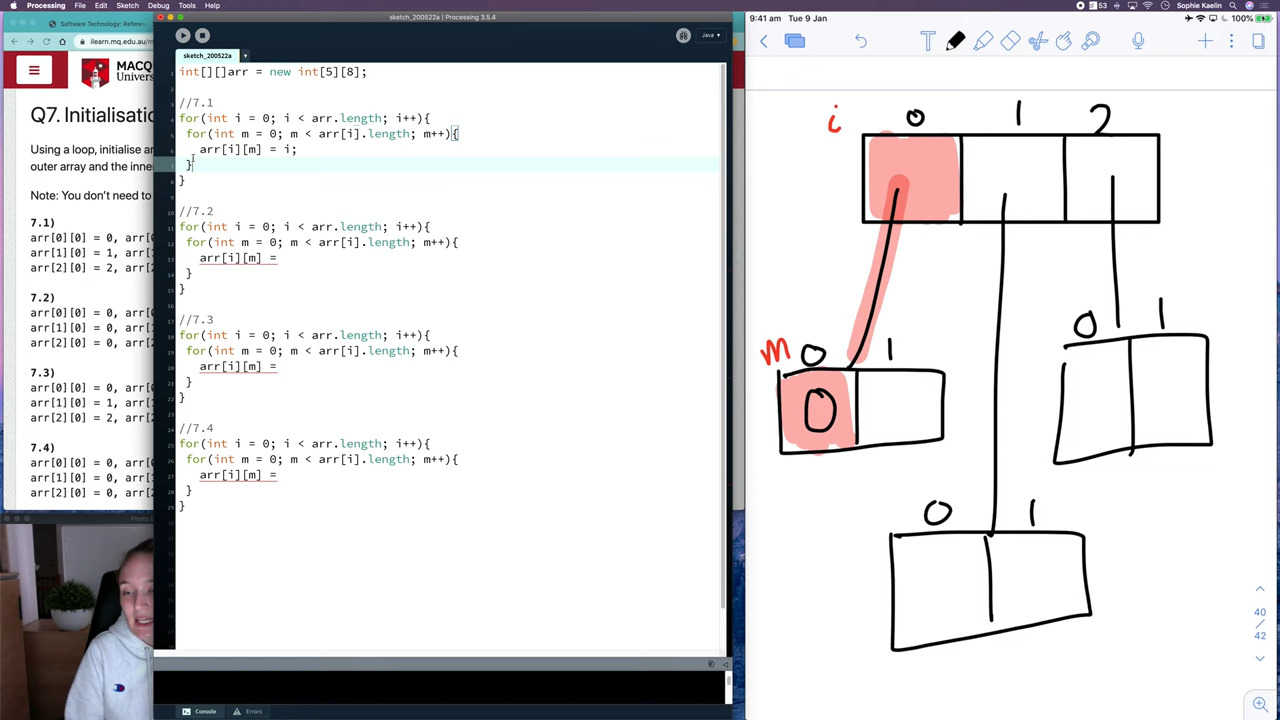 Processing File Edit Sketch Debug Tools Help
53
Sophie Kaelin
Software Technology: Referen
ilearn.mq.edu.au/m
MACQ
Univers
Q7. Initialisation
Using a loop, initialise ar
outer array and the inner
Note: You don't need to
7.1)
arr[0][0] = 0, arr[
arr[1][0] = 1, arr[
arr[2][0] = 2, arr[
7.2)
arr[0][0] = 0, arr[
arr[1][0] = 0, arr[
arr[2][0] = 0, arr[
7.3)
arr[0][0] = 0, arr[
arr[1][0] = 1, arr[
arr[2][0] = 2, arr[
7.4)
arr[0][0] = 0, arr[
arr[1][0] = 0, arr[
arr[2][0] = 0, arr[
sketch_200522a | Processing 3.5.4
Java
sketch_200522a
int[][]arr = new int[5][8];
//7.1
for(int i = 0; i < arr.length; i++){
for(int m = 0; m < arr[i].length; m++){
arr[i][m] = i;
}
}
//7.2
for(int i = 0; i < arr.length; i++){
for(int m = 0; m < arr[i].length; m++){
arr[i][m] =
}
}
//7.3
for(int i = 0; i < arr.length; i++){
for(int m = 0; m < arr[i].length; m++){
arr[i][m] =
}
}
//7.4
for(int i = 0; i < arr.length; i++){
for(int m = 0; m < arr[i].length; m++){
arr[i][m] =
}
}
Console Errors
9:41 am Tue 9 Jan
100%
i 0 1 2
m 0 1
0
0 1
0 1
40
/
42